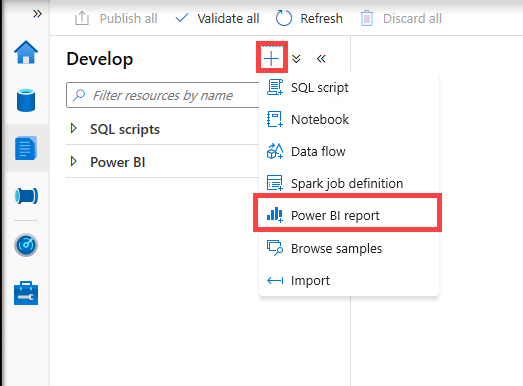 Publish all
Validate all
Refresh
Discard all
Develop
Filter resources by name
SQL scripts
Power BI
SQL script
Notebook
Data flow
Spark job definition
Power BI report
Browse samples
Import